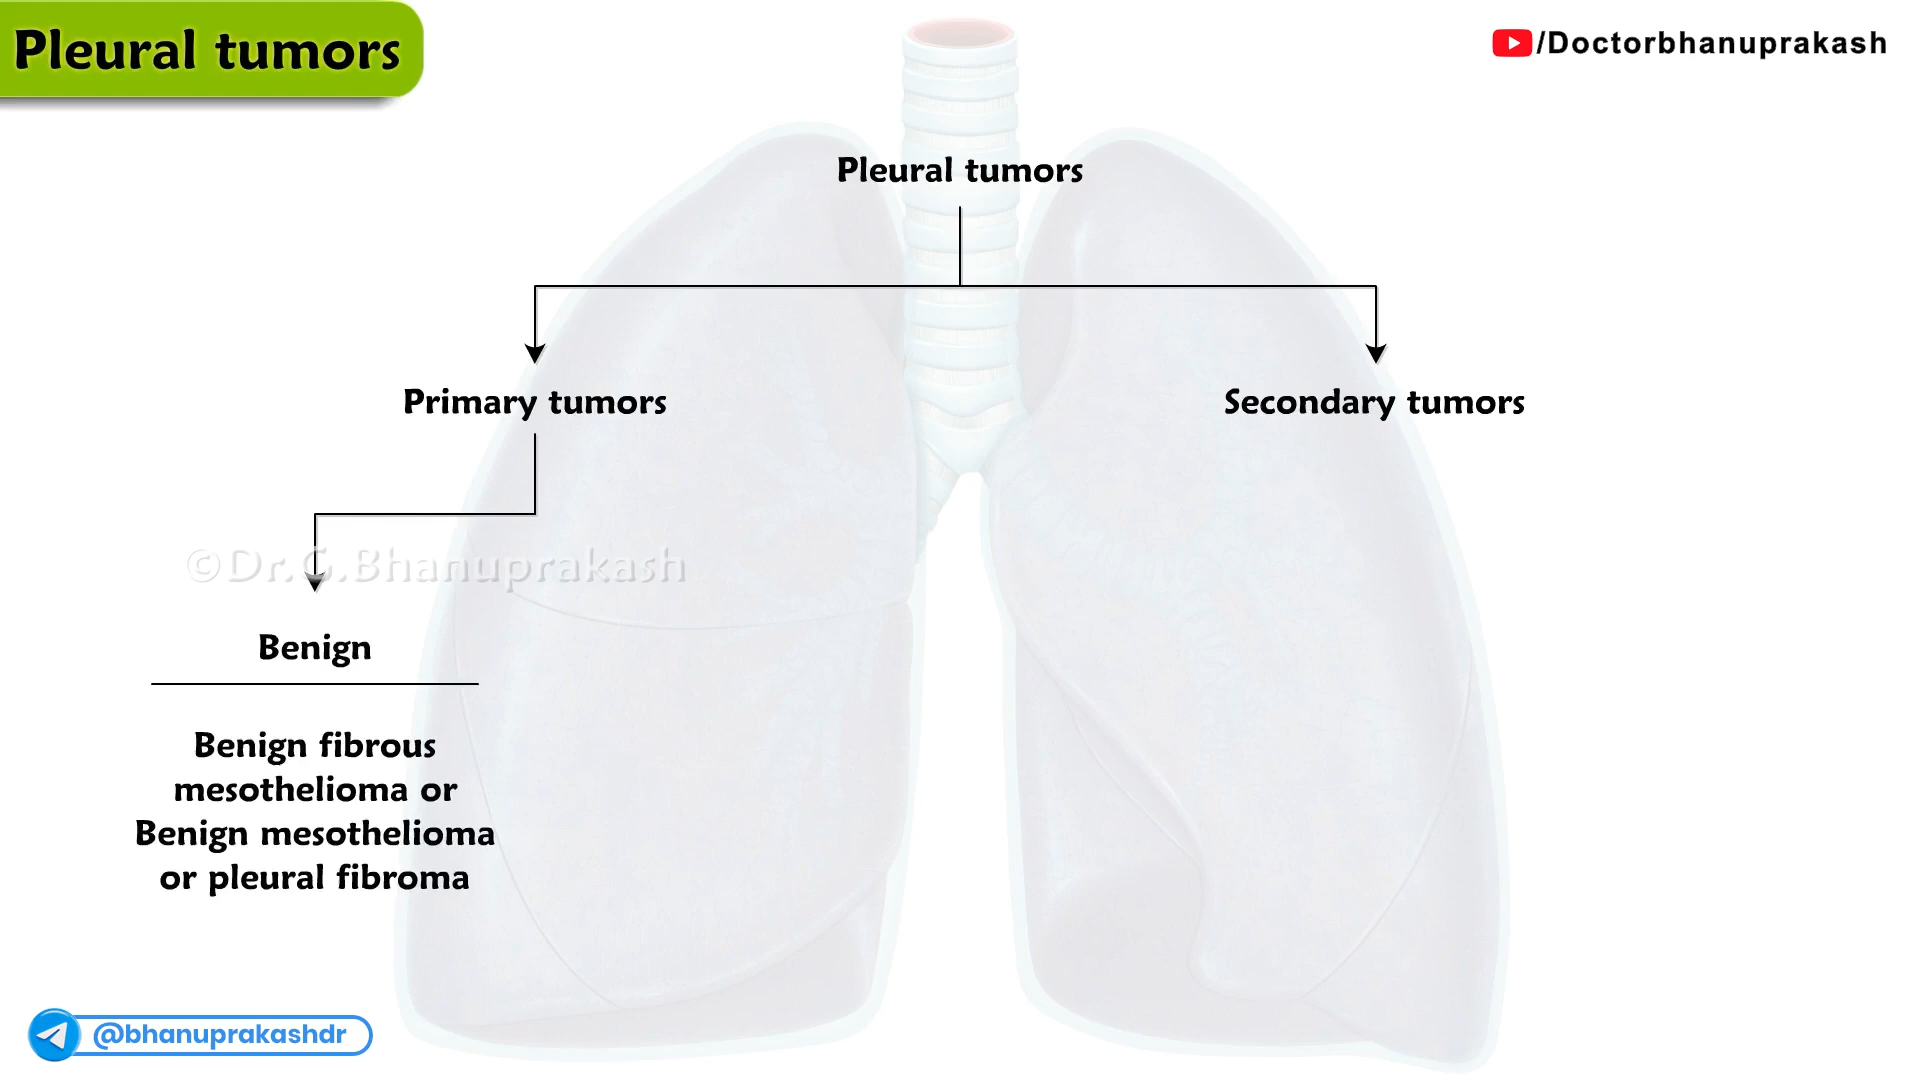 Pleural tumors
/Doctorbhanuprakash
Pleural tumors
Primary tumors
Secondary tumors
©Dr.G.Bhanuprakash
Benign
Benign fibrous
mesothelioma or
Benign mesothelioma
or pleural fibroma
@bhanuprakashdr